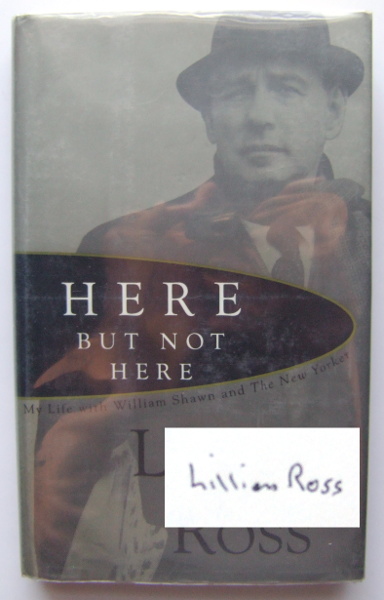 HERE
BUT NOT
HERE
My Life with William Shawn and The New Yorker
L
Lillian Ross
ROSS